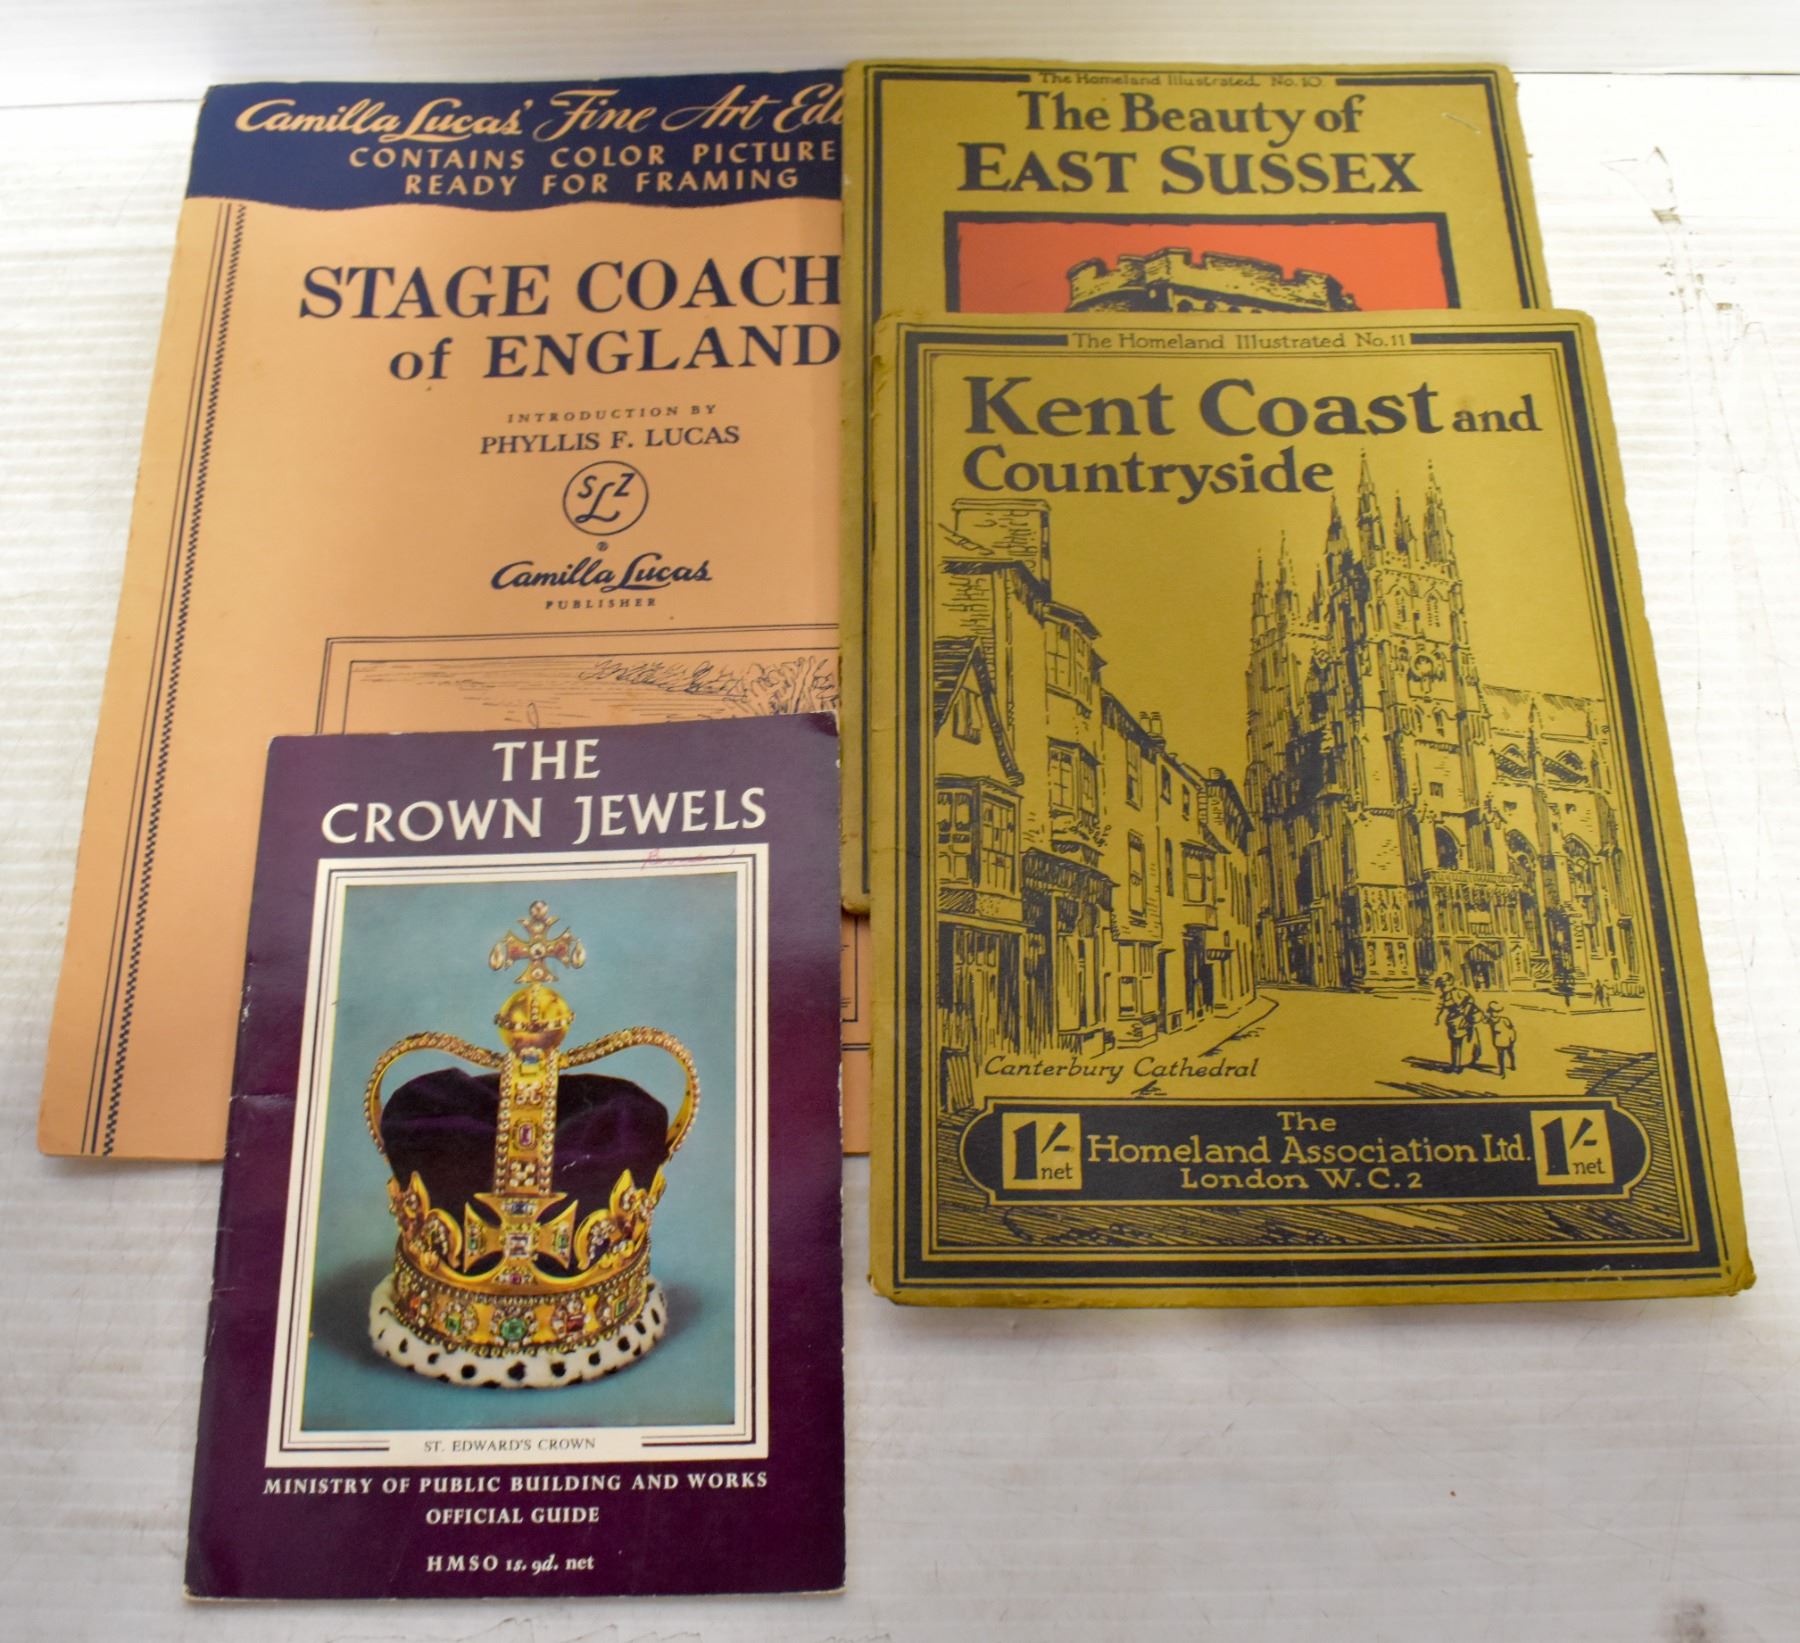 Camilla Lucas' Fine Art
CONTAINS COLOR PICTURE
READY FOR FRAMING
STAGE COACH
of ENGLAND
INTRODUCTION BY
PHYLLIS F. LUCAS
SLZ
®
Camilla Lucas
PUBLISHER
The Homeland Illustrated No. 10
The Beauty of
EAST SUSSEX
The Homeland Illustrated No. 11
Kent Coast and
Countryside
Canterbury Cathedral
1/- net
The
Homeland Association Ltd.
London W.C.2
1/- net
THE
CROWN JEWELS
ST. EDWARD'S CROWN
MINISTRY OF PUBLIC BUILDING AND WORKS
OFFICIAL GUIDE
HMSO 1s. 9d. net